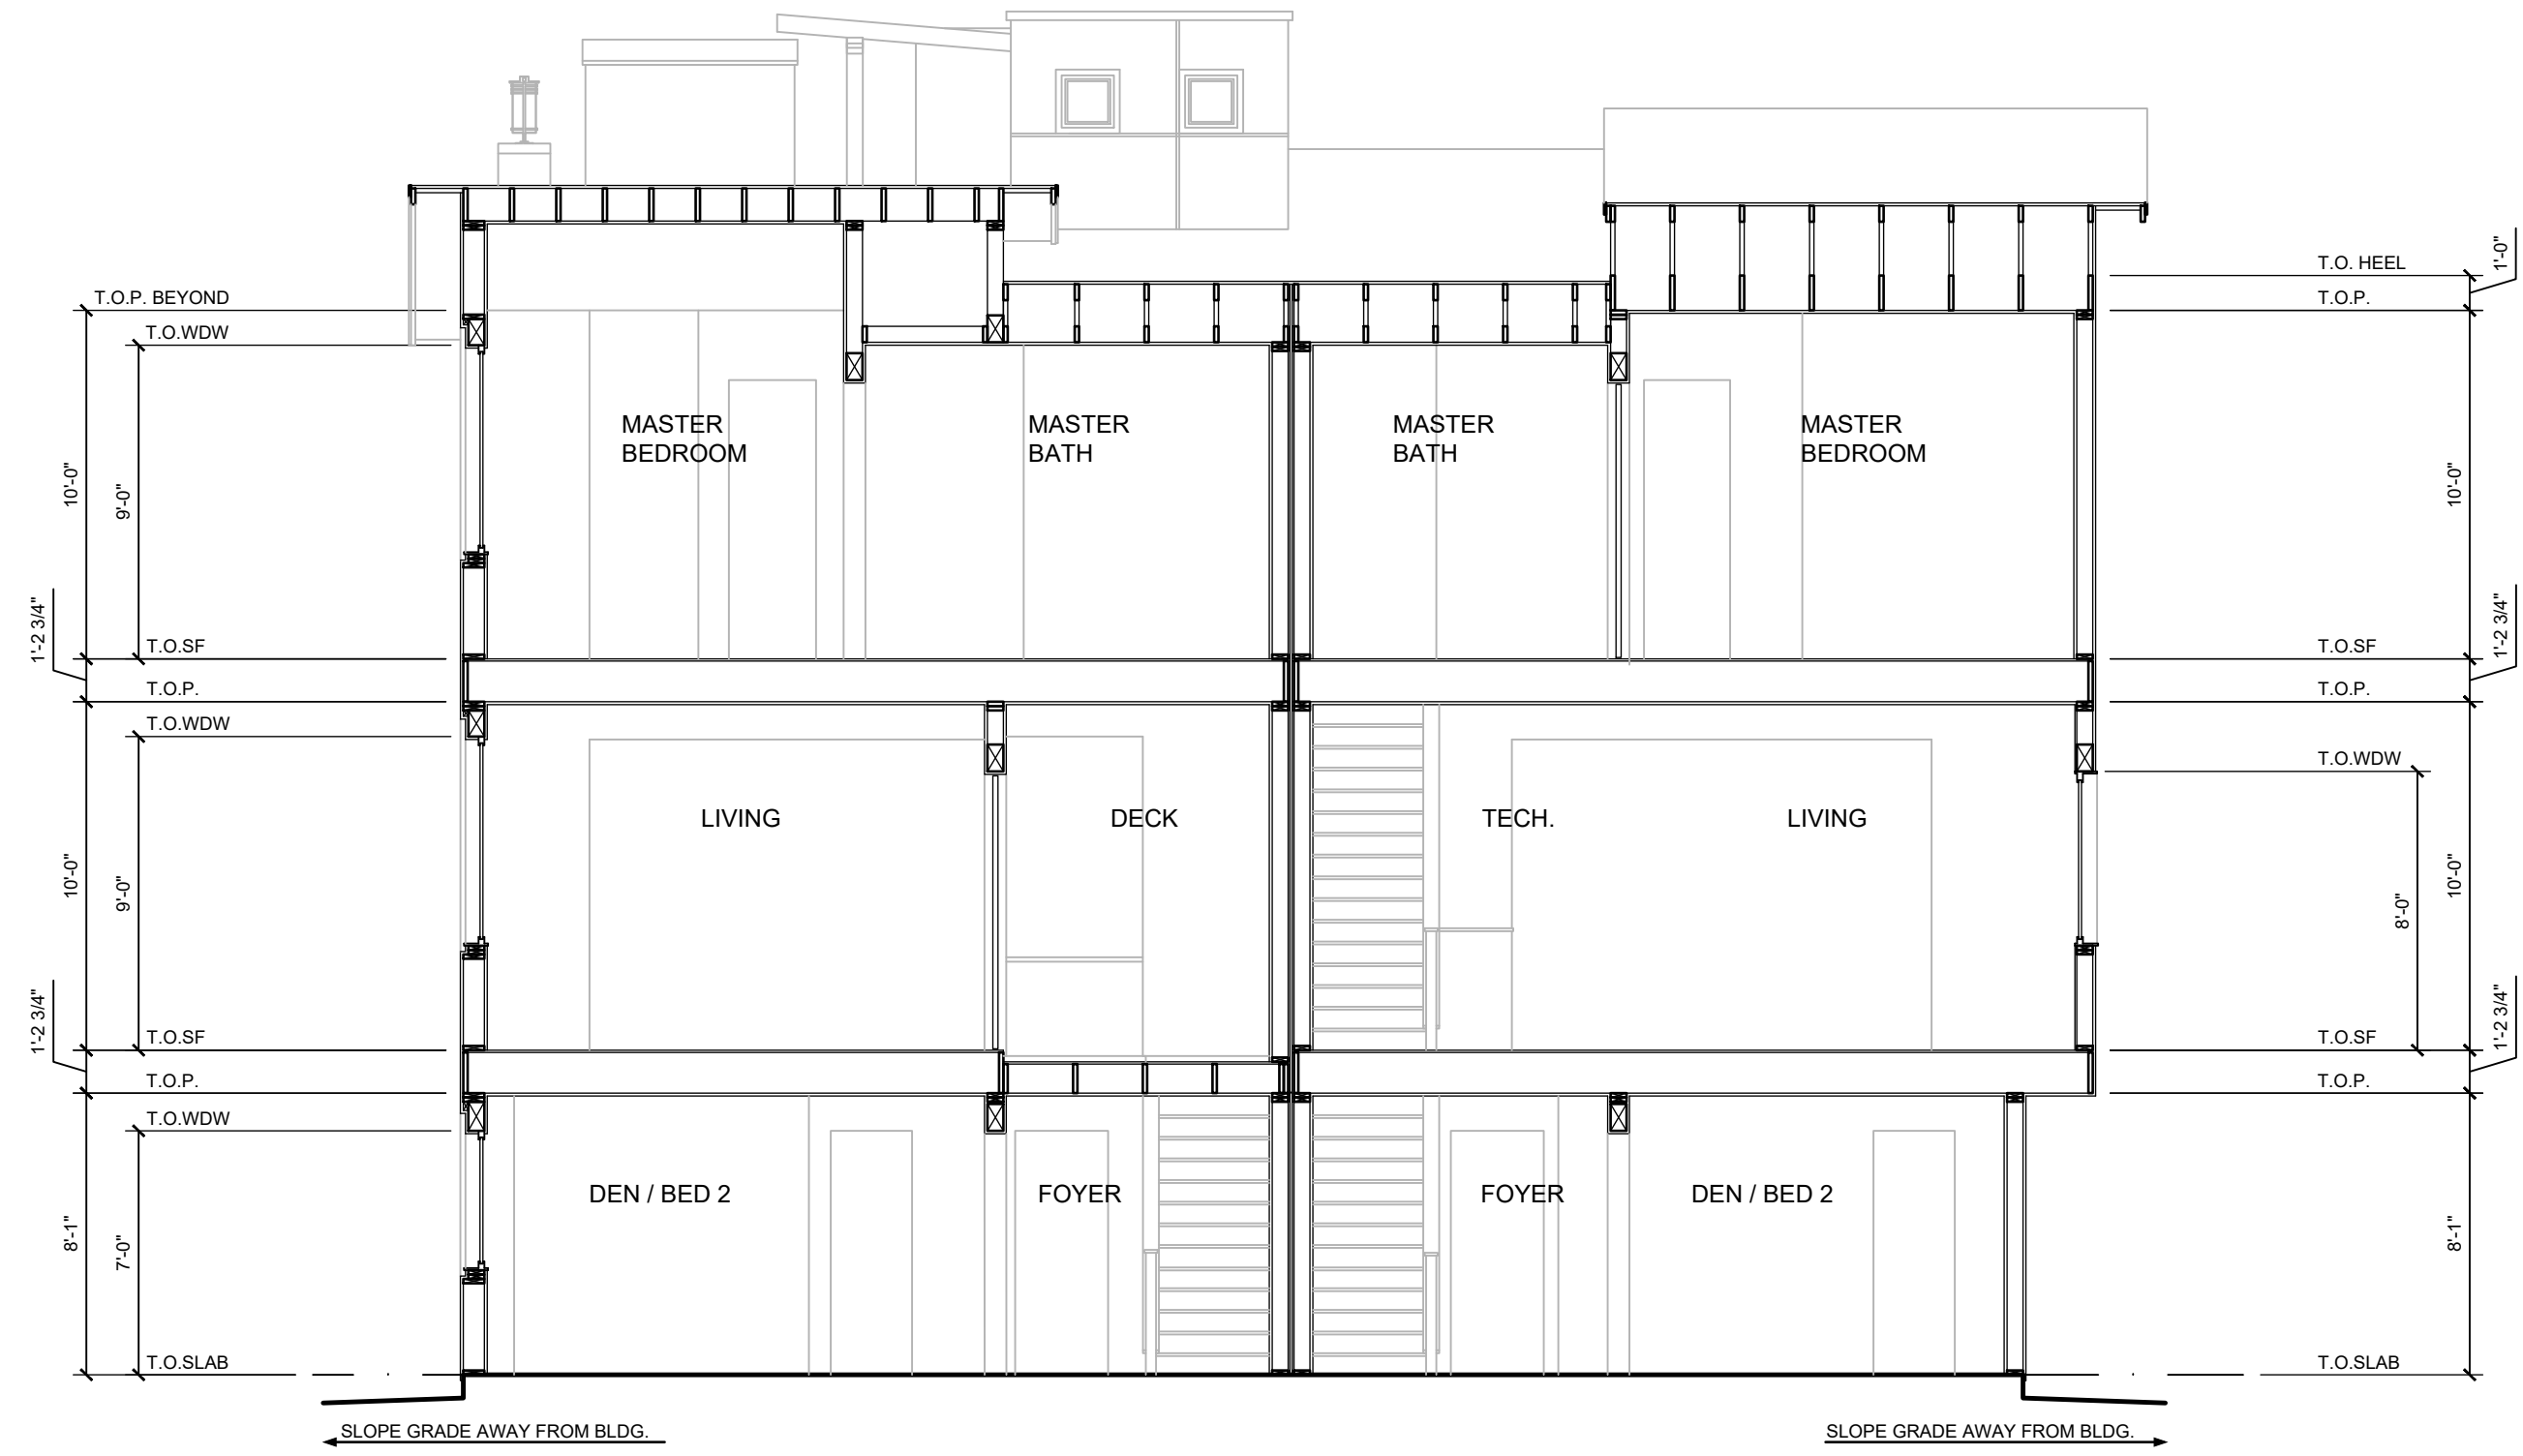 T.O. HEEL
1'-0"
T.O.P. BEYOND
T.O.P.
T.O.WDW
MASTER
BEDROOM
MASTER
BATH
MASTER
BATH
MASTER
BEDROOM
10'-0"
9'-0"
10'-0"
1'-2 3/4"
T.O.SF
T.O.SF
1'-2 3/4"
T.O.P.
T.O.P.
T.O.WDW
T.O.WDW
LIVING
DECK
TECH.
LIVING
10'-0"
9'-0"
8'-0"
10'-0"
1'-2 3/4"
T.O.SF
T.O.SF
1'-2 3/4"
T.O.P.
T.O.P.
T.O.WDW
DEN / BED 2
FOYER
FOYER
DEN / BED 2
8'-1"
7'-0"
8'-1"
T.O.SLAB
T.O.SLAB
SLOPE GRADE AWAY FROM BLDG.
SLOPE GRADE AWAY FROM BLDG.